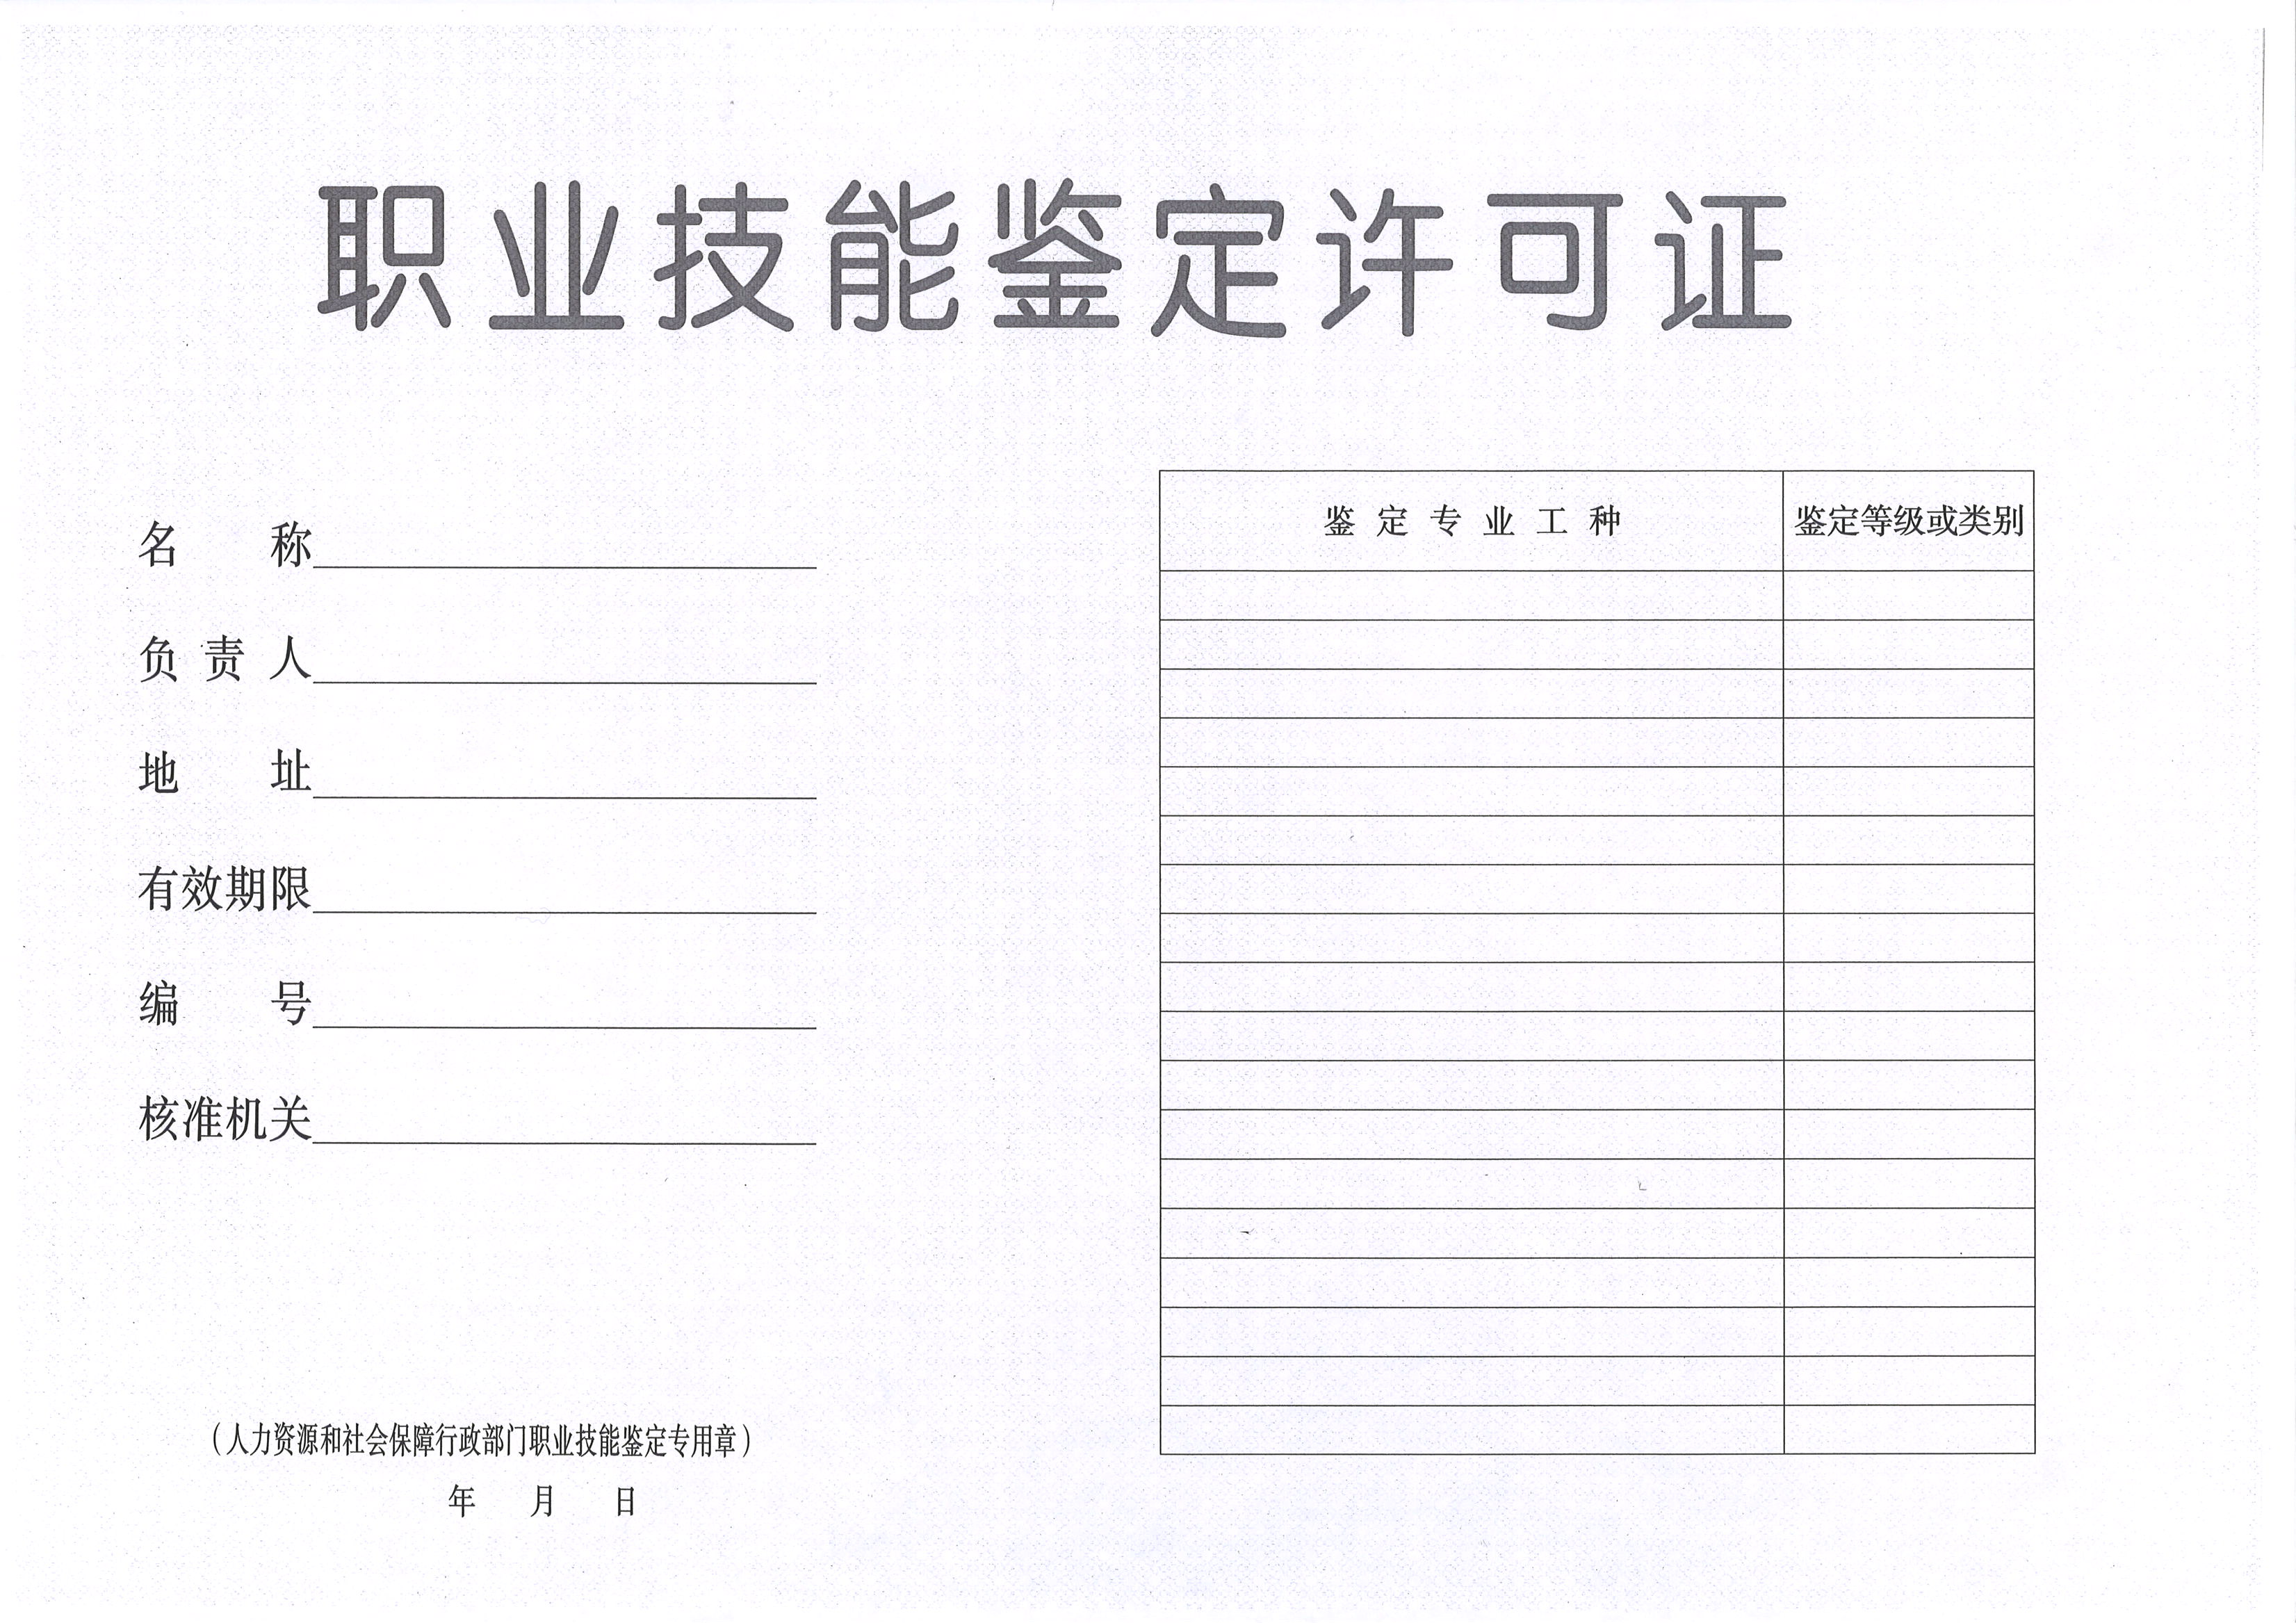 职业技能鉴定许可证
名称
负责人
地址
有效期限
编号
核准机关
（人力资源和社会保障行政部门职业技能鉴定专用章）
年 月 日
鉴定专业工种 鉴定等级或类别